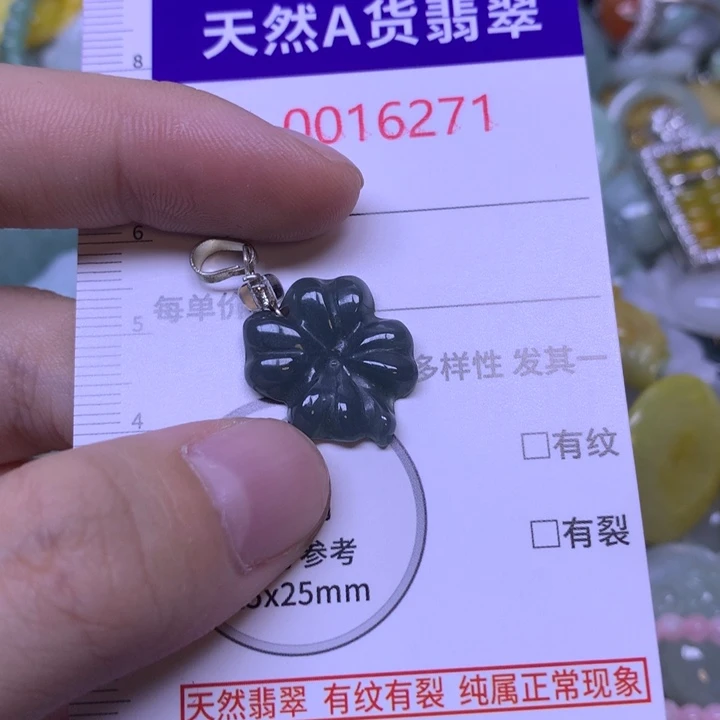 天然A货翡翠
0016271
8
6
5
4
每单价
多样性 发其一
□有纹
□有裂
参考
x25mm
天然翡翠 有纹有裂 纯属正常现象